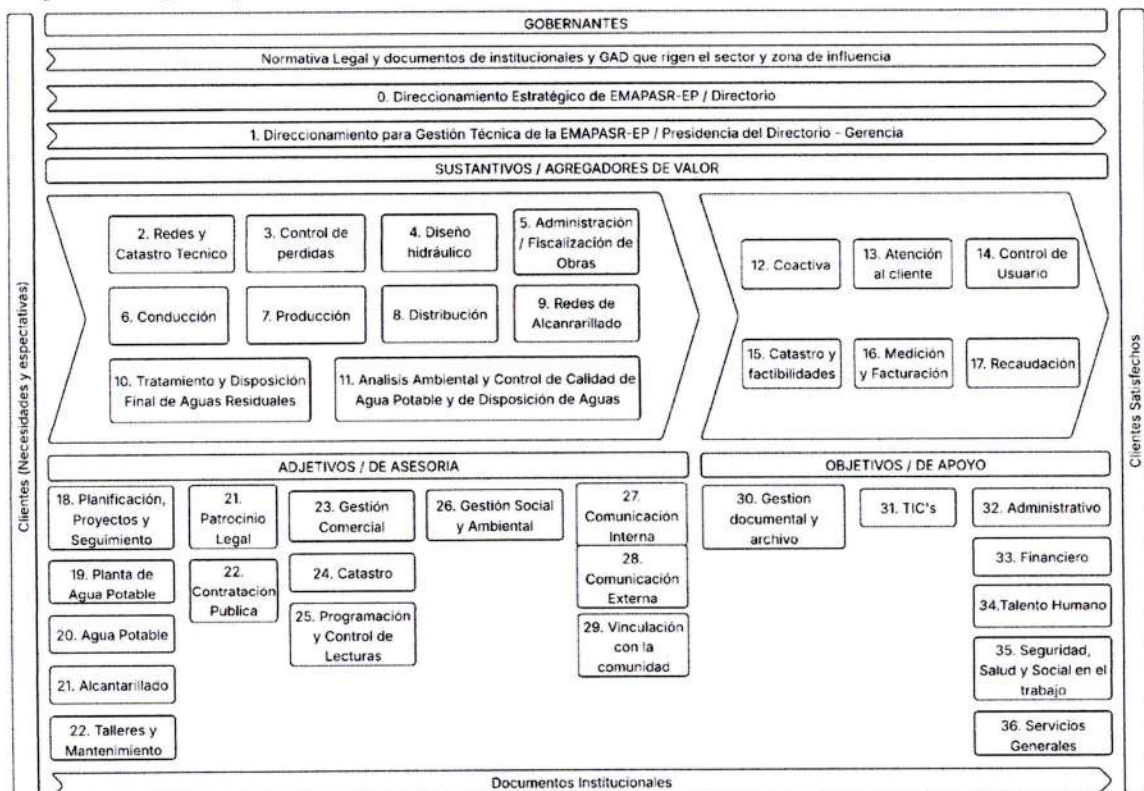 GOBERNANTES
Normativa Legal y documentos de institucionales y GAD que rigen el sector y zona de influencia
0. Direccionamiento Estratégico de EMAPASR-EP / Directorio
1. Direccionamiento para Gestión Técnica de la EMAPASR-EP / Presidencia del Directorio - Gerencia
SUSTANTIVOS / AGREGADORES DE VALOR
Clientes (Necesidades y espectativas)
2. Redes y
Catastro Tecnico
3. Control de
perdidas
4. Diseño
hidráulico
5. Administración
/ Fiscalización de
Obras
6. Conducción
7. Producción
8. Distribución
9. Redes de
Alcanrarillado
10. Tratamiento y Disposición
Final de Aguas Residuales
11. Analisis Ambiental y Control de Calidad de
Agua Potable y de Disposición de Aguas
12. Coactiva
13. Atención
al cliente
14. Control de
Usuario
15. Catastro y
factibilidades
16. Medición
y Facturación
17. Recaudación
Clientes Satisfechos
ADJETIVOS / DE ASESORIA
18. Planificación,
Proyectos y
Seguimiento
19. Planta de
Agua Potable
20. Agua Potable
21. Alcantarillado
22. Talleres y
Mantenimiento
21.
Patrocinio
Legal
22.
Contratación
Publica
23. Gestión
Comercial
24. Catastro
25. Programación
y Control de
Lecturas
26. Gestión Social
y Ambiental
27.
Comunicación
Interna
28.
Comunicación
Externa
29. Vinculación
con la
comunidad
OBJETIVOS / DE APOYO
30. Gestion
documental y
archivo
31. TIC's
32. Administrativo
33. Financiero
34.Talento Humano
35. Seguridad,
Salud y Social en el
trabajo
36. Servicios
Generales
Documentos Institucionales